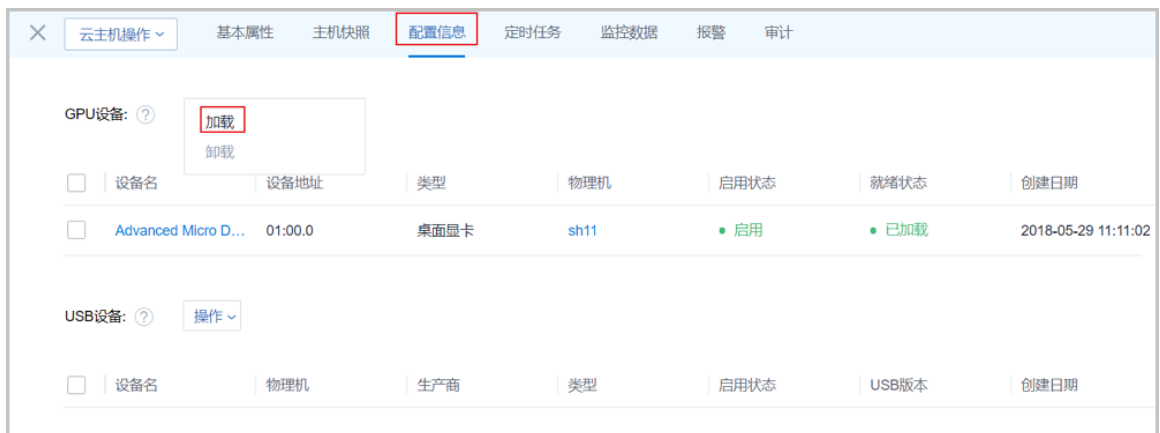 云主机操作 基本属性 主机快照 配置信息 定时任务 监控数据 报警 审计
GPU设备: ?
加载
卸载
设备名 设备地址 类型 物理机 启用状态 就绪状态 创建日期
Advanced Micro D... 01:00.0 桌面显卡 sh11 启用 已加载 2018-05-29 11:11:02
USB设备: ? 操作
设备名 物理机 生产商 类型 启用状态 USB版本 创建日期